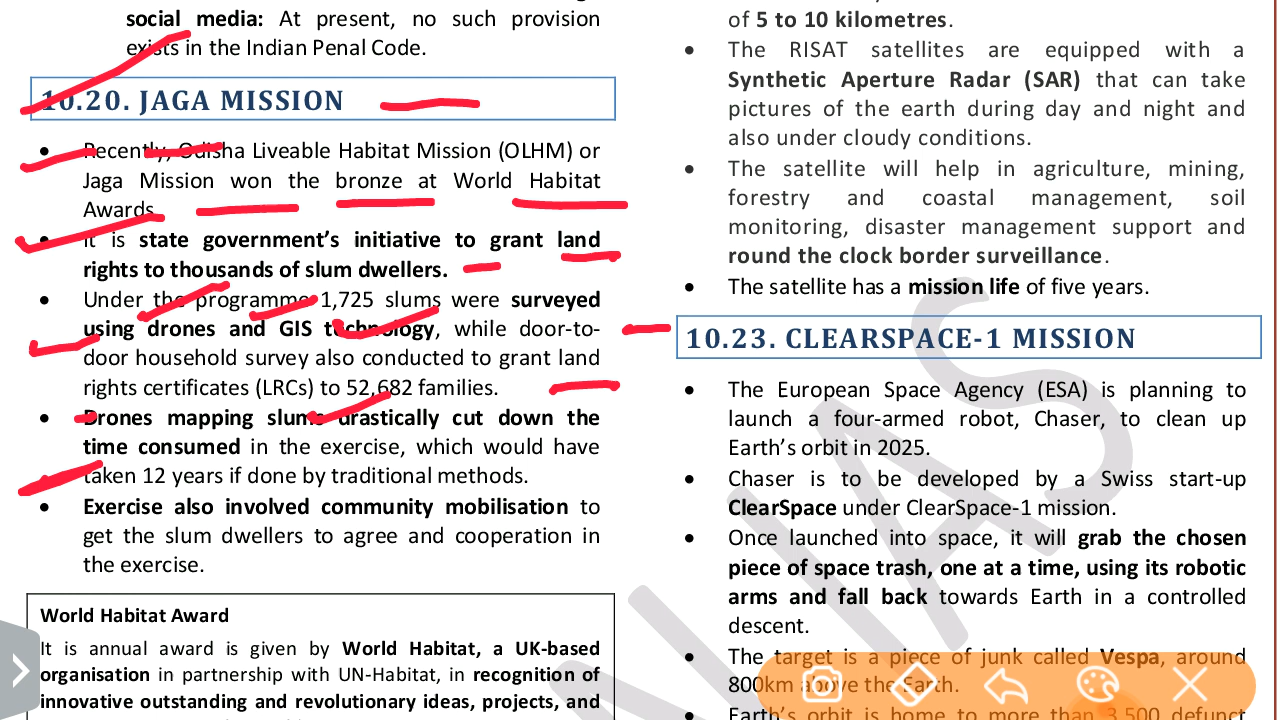 social media: At present, no such provision
exists in the Indian Penal Code.
10.20. JAGA MISSION
• Recently, Odisha Liveable Habitat Mission (OLHM) or
Jaga Mission won the bronze at World Habitat
Awards.
• It is state government's initiative to grant land
rights to thousands of slum dwellers.
• Under the programme 1,725 slums were surveyed
using drones and GIS technology, while door-to-
door household survey also conducted to grant land
rights certificates (LRCs) to 52,682 families.
• Drones mapping slums drastically cut down the
time consumed in the exercise, which would have
taken 12 years if done by traditional methods.
• Exercise also involved community mobilisation to
get the slum dwellers to agree and cooperation in
the exercise.
World Habitat Award
It is annual award is given by World Habitat, a UK-based
organisation in partnership with UN-Habitat, in recognition of
innovative outstanding and revolutionary ideas, projects, and
of 5 to 10 kilometres.
• The RISAT satellites are equipped with a
Synthetic Aperture Radar (SAR) that can take
pictures of the earth during day and night and
also under cloudy conditions.
• The satellite will help in agriculture, mining,
forestry and coastal management, soil
monitoring, disaster management support and
round the clock border surveillance.
• The satellite has a mission life of five years.
10.23. CLEARSPACE-1 MISSION
• The European Space Agency (ESA) is planning to
launch a four-armed robot, Chaser, to clean up
Earth's orbit in 2025.
• Chaser is to be developed by a Swiss start-up
ClearSpace under ClearSpace-1 mission.
• Once launched into space, it will grab the chosen
piece of space trash, one at a time, using its robotic
arms and fall back towards Earth in a controlled
descent.
• The target is a piece of junk called Vespa, around
800km above the Earth.
• Earth's orbit is home to more than 3,500 defunct